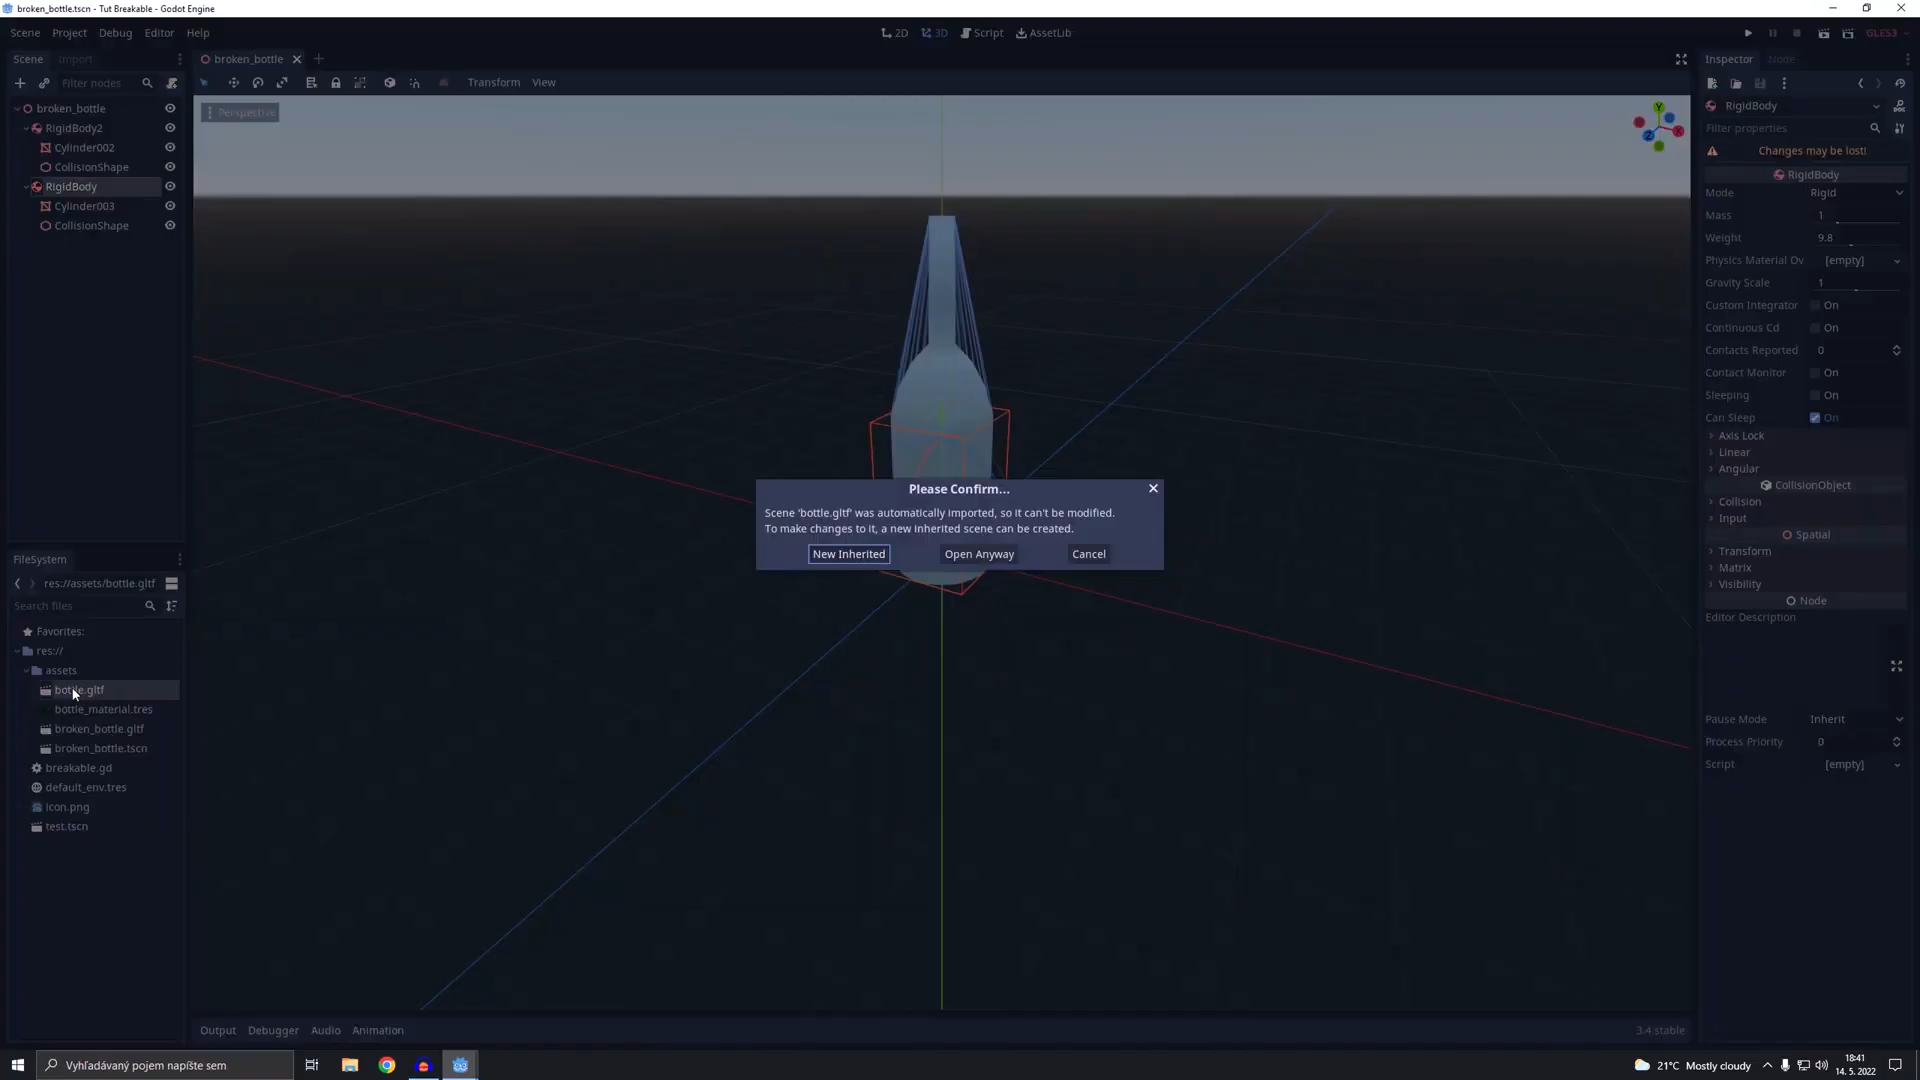 broken_bottle.tscn - Tut Breakable - Godot Engine
Scene Project Debug Editor Help
2D 3D Script AssetLib
GLES3
Scene Import
broken_bottle
Inspector Node
Filter nodes
Transform View
broken_bottle
RigidBody2
Cylinder002
CollisionShape
RigidBody
Cylinder003
CollisionShape
Perspective
Y
X
Z
RigidBody
Filter properties
Changes may be lost!
RigidBody
Mode Rigid
Mass 1
Weight 9.8
Physics Material Ov [empty]
Gravity Scale 1
Custom Integrator On
Continuous Cd On
Contacts Reported 0
Contact Monitor On
Sleeping On
Can Sleep On
Axis Lock
Linear
Angular
CollisionObject
Collision
Input
Spatial
Transform
Matrix
Visibility
Node
Editor Description
Pause Mode Inherit
Process Priority 0
Script [empty]
Please Confirm...
Scene 'bottle.gltf' was automatically imported, so it can't be modified.
To make changes to it, a new inherited scene can be created.
New Inherited Open Anyway Cancel
FileSystem
res://assets/bottle.gltf
Search files
Favorites:
res://
assets
bottle.gltf
bottle_material.tres
broken_bottle.gltf
broken_bottle.tscn
breakable.gd
default_env.tres
icon.png
test.tscn
Output Debugger Audio Animation
3.4.stable
Vyhľadávaný pojem napíšte sem
21°C Mostly cloudy
18:41
14. 5. 2022